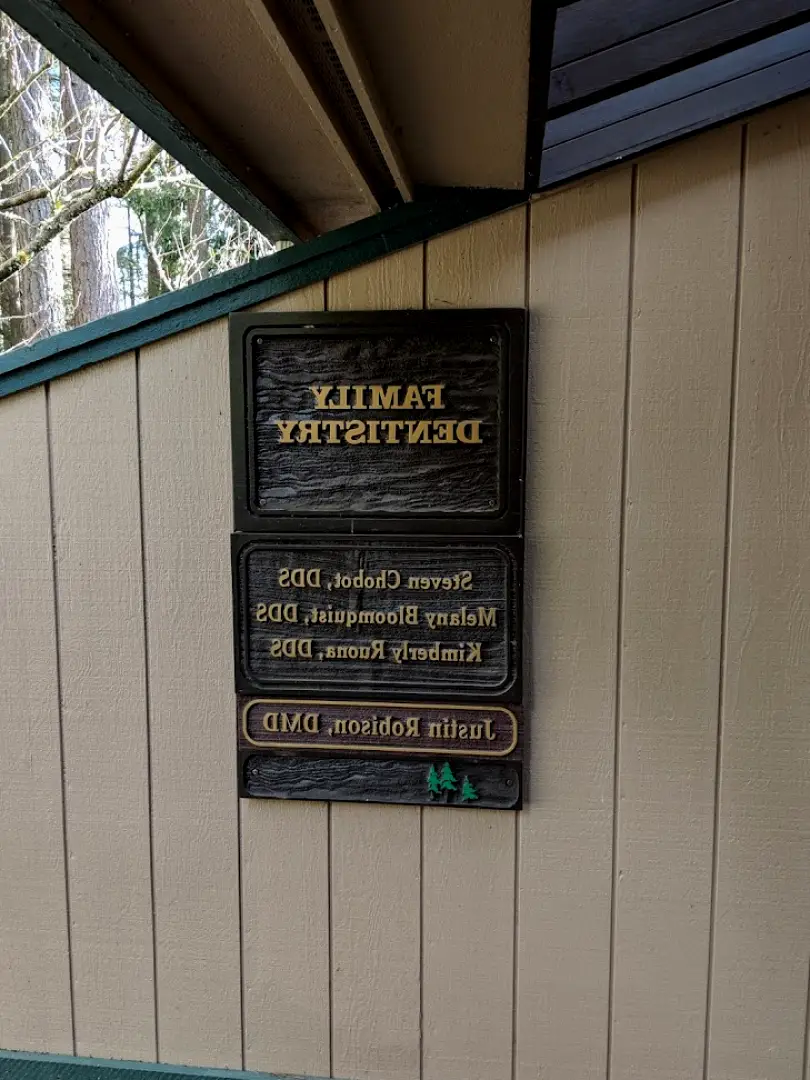 FAMILY
DENTISTRY
Steven Chobot, DDS
Melany Bloomquist, DDS
Kimberly Ruona, DDS
Justin Robison, DMD